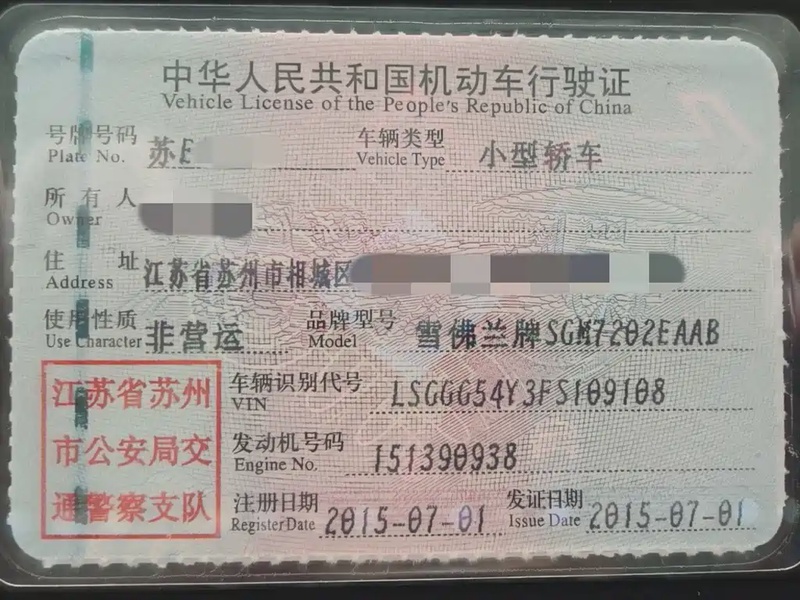 中华人民共和国机动车行驶证
Vehicle License of the People's Republic of China
号牌号码 苏E 车辆类型 小型轿车
Plate No. Vehicle Type
所有人
Owner
住址 江苏省苏州市相城区
Address
使用性质 非营运 品牌型号 雪佛兰牌SGM7202EAAB
Use Character Model
江苏省苏州
市公安局交
通警察支队
车辆识别代号 LSGGG54Y3FS109108
VIN
发动机号码 151390938
Engine No.
注册日期 2015-07-01 发证日期 2015-07-01
Register Date Issue Date